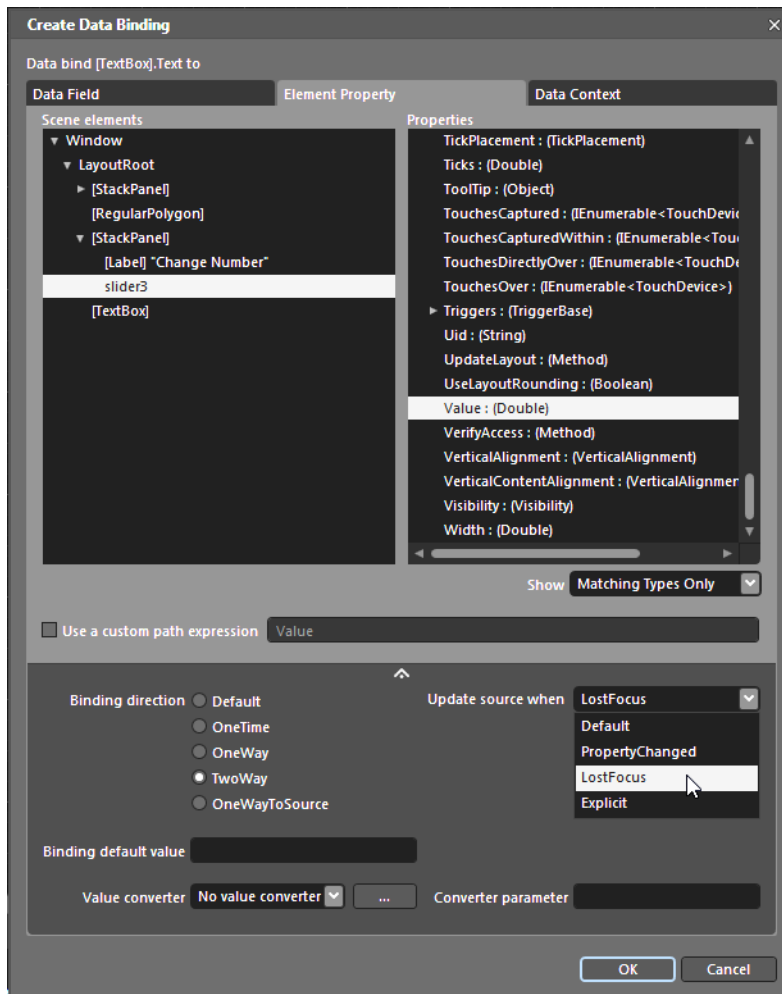 Create Data Binding
Data bind [TextBox].Text to
Data Field
Element Property
Data Context
Scene elements
Window
LayoutRoot
[StackPanel]
[RegularPolygon]
[StackPanel]
[Label] "Change Number"
slider3
[TextBox]
Properties
TickPlacement : (TickPlacement)
Ticks : (Double)
ToolTip : (Object)
TouchesCaptured : (IEnumerable<TouchDevic
TouchesCapturedWithin : (IEnumerable<Tou
TouchesDirectlyOver : (IEnumerable<TouchDe
TouchesOver : (IEnumerable<TouchDevice>)
Triggers : (TriggerBase)
Uid : (String)
UpdateLayout : (Method)
UseLayoutRounding : (Boolean)
Value : (Double)
VerifyAccess : (Method)
VerticalAlignment : (VerticalAlignment)
VerticalContentAlignment : (VerticalAlignmen
Visibility : (Visibility)
Width : (Double)
Show Matching Types Only
Use a custom path expression Value
Binding direction
Default
OneTime
OneWay
TwoWay
OneWayToSource
Update source when LostFocus
Default
PropertyChanged
LostFocus
Explicit
Binding default value
Value converter No value converter ... Converter parameter
OK Cancel